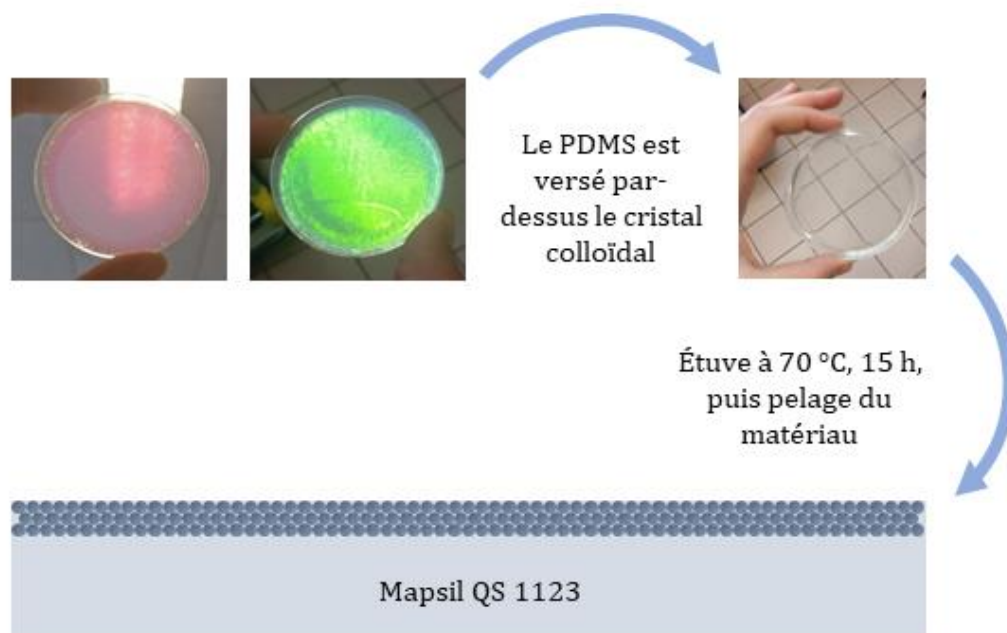 Le PDMS est
versé par-
dessus le cristal
colloïdal
Étuve à 70 °C, 15 h,
puis pelage du
matériau
Mapsil QS 1123